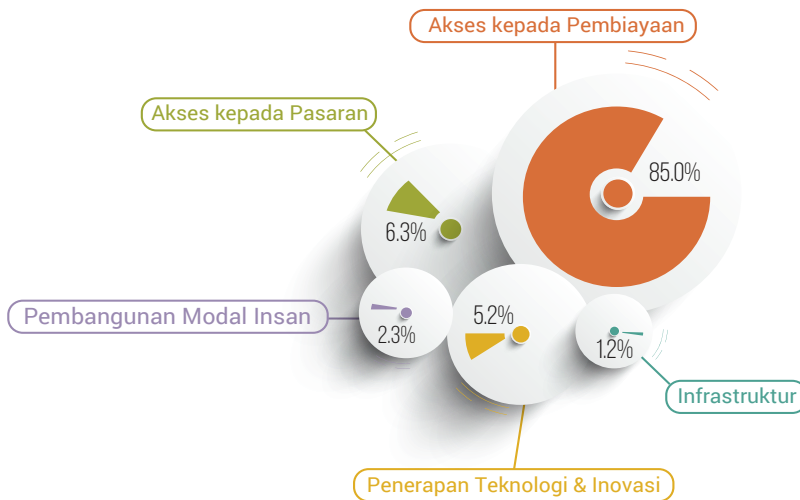 Akses kepada Pembiayaan
85.0%
Akses kepada Pasaran
6.3%
Pembangunan Modal Insan
2.3%
5.2%
Penerapan Teknologi & Inovasi
1.2%
Infrastruktur